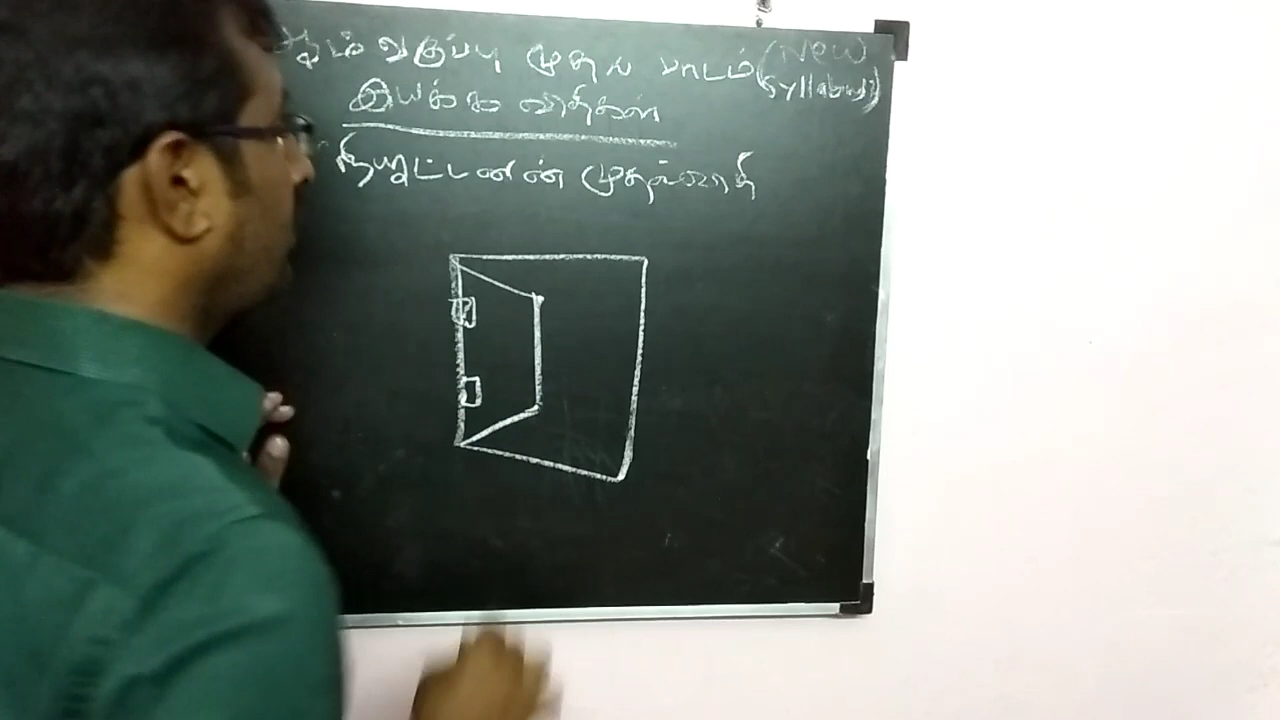 ஆம் வகுப்பு முதல் பாடம் (New Syllabus)
இயக்க விதிகள்
நியூட்டனின் முதல்விதி